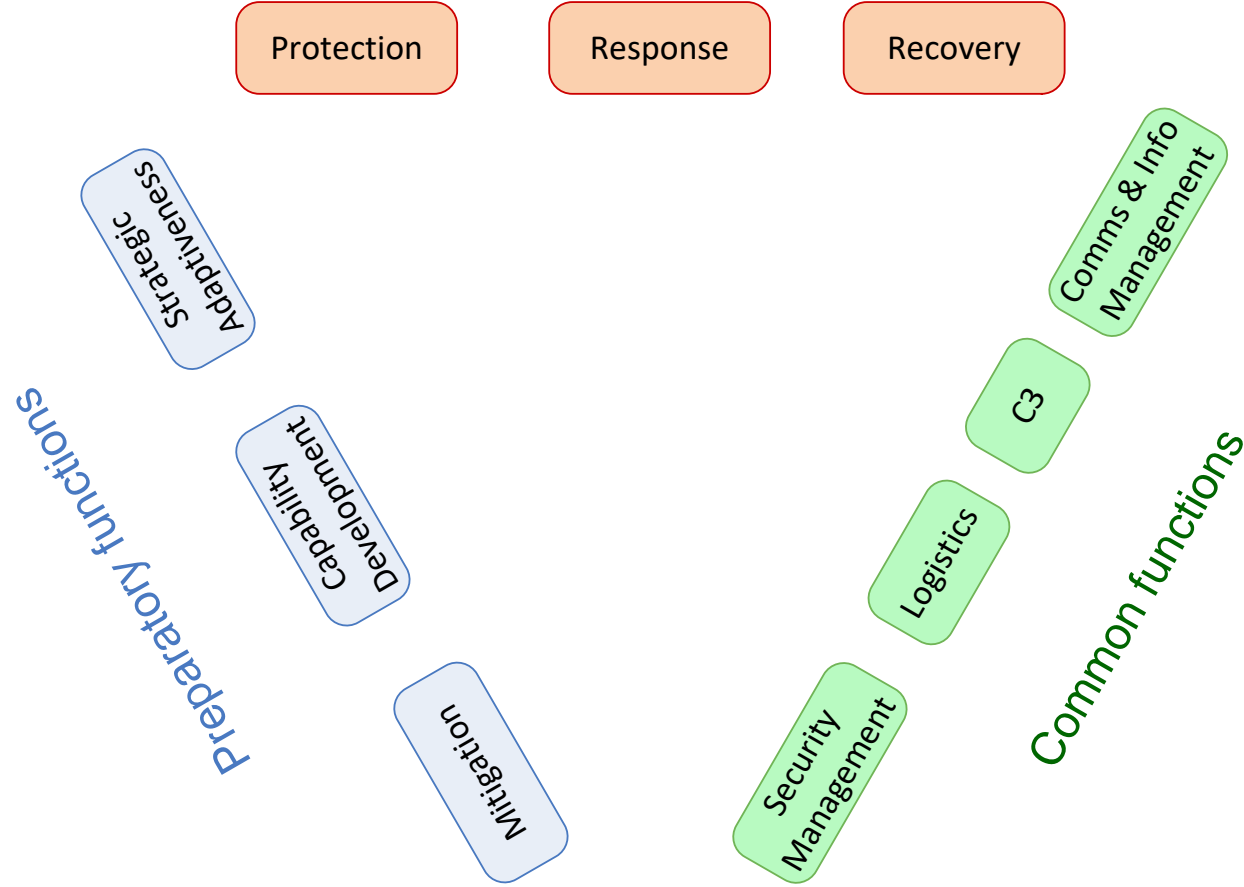 Protection
Response
Recovery
Strategic
Adaptiveness
Capability
Development
Mitigation
Preparatory functions
Comms & Info
Management
C3
Logistics
Security
Management
Common functions